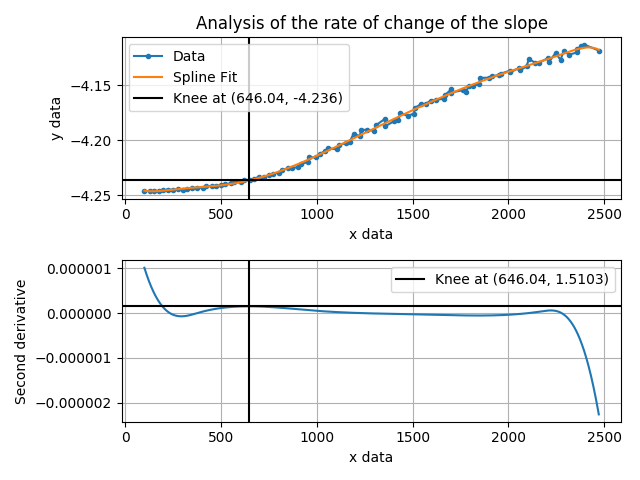 Analysis of the rate of change of the slope
y data
−4.15
−4.20
−4.25
Data
Spline Fit
Knee at (646.04, -4.236)
0 500 1000 1500 2000 2500
x data
Second derivative
0.000001
0.000000
−0.000001
−0.000002
Knee at (646.04, 1.5103)
0 500 1000 1500 2000 2500
x data